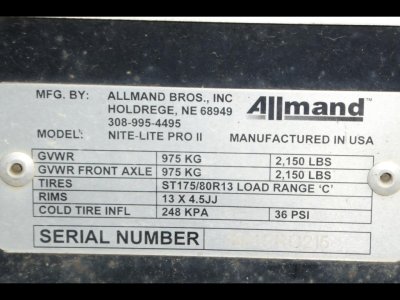 MFG. BY: ALLMAND BROS., INC
HOLDREGE, NE 68949
308-995-4495
Allmand™
MODEL: NITE-LITE PRO II MANUFACTURED IN USA
GVWR 975 KG 2,150 LBS
GVWR FRONT AXLE 975 KG 2,150 LBS
TIRES ST175/80R13 LOAD RANGE 'C'
RIMS 13 X 4.5JJ
COLD TIRE INFL 248 KPA 36 PSI
SERIAL NUMBER